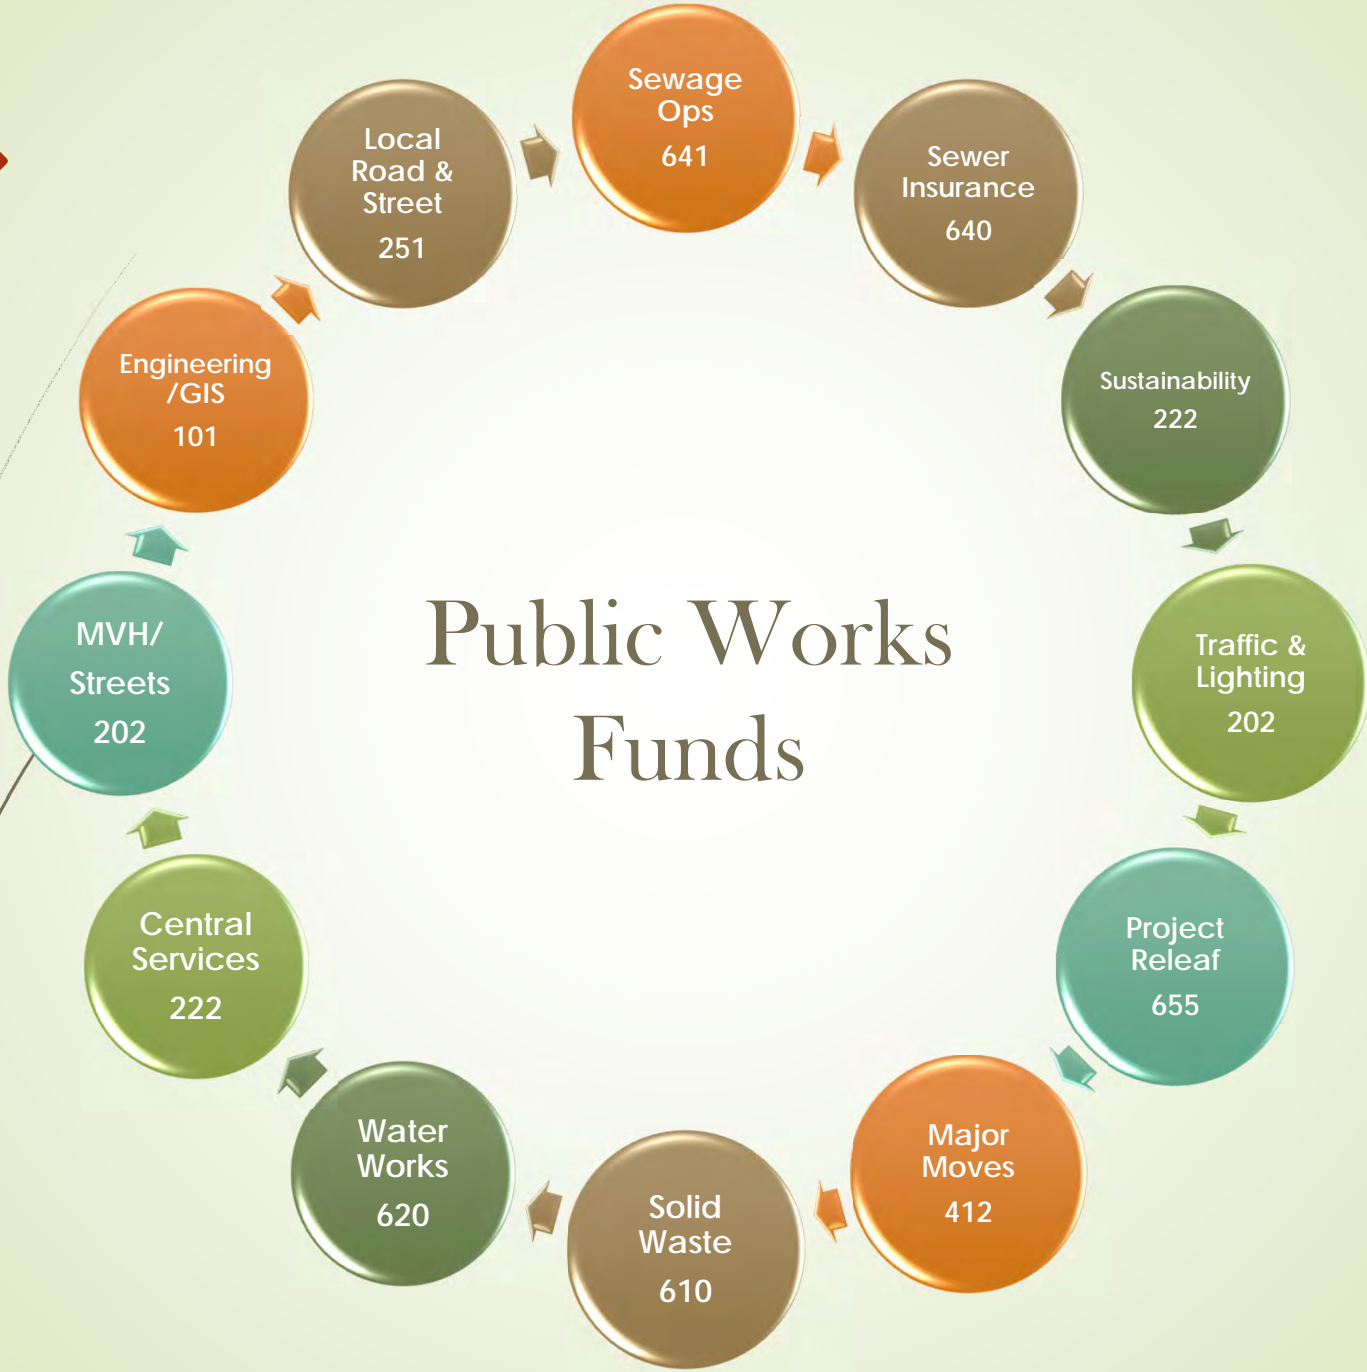 Sewage
Ops
641
Sewer
Insurance
640
Sustainability
222
Traffic &
Lighting
202
Project
Releaf
655
Major
Moves
412
Solid
Waste
610
Water
Works
620
Central
Services
222
MVH/
Streets
202
Engineering
/GIS
101
Local
Road &
Street
251
Public Works
Funds